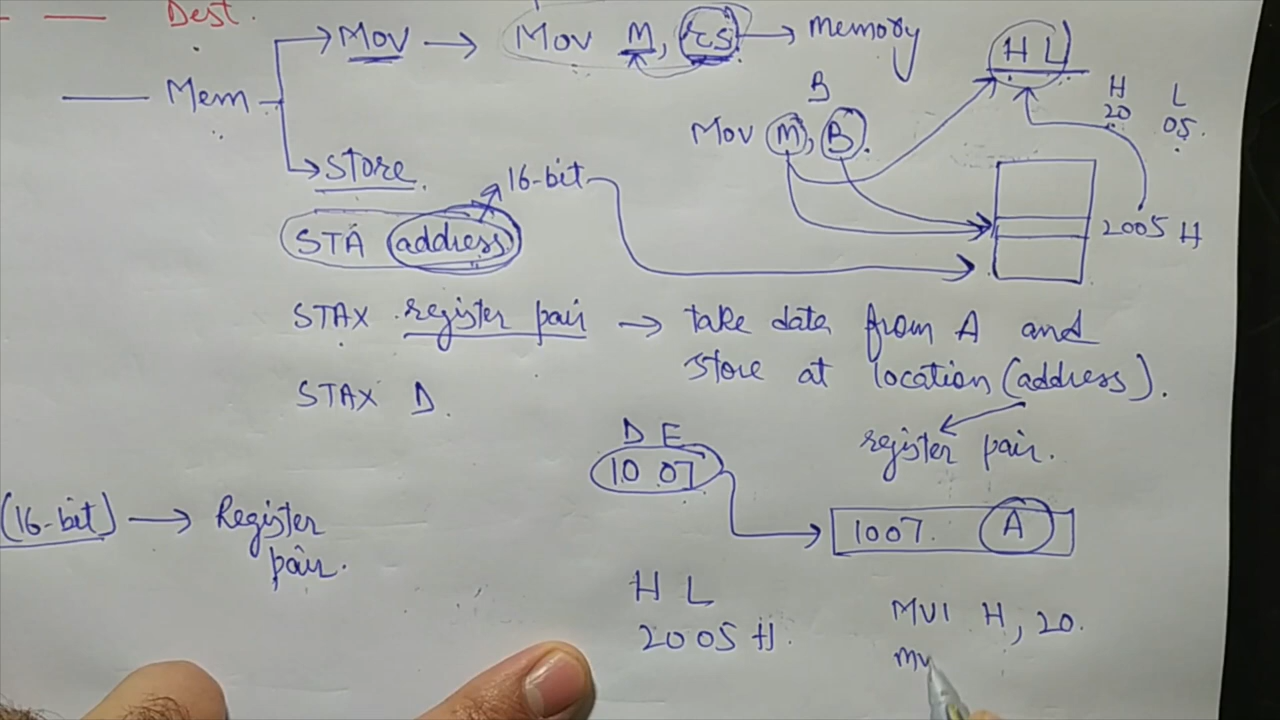 Dest.
Mov → Mov M, rs → memory
H L
Mem
B
H L
20 05.
Mov M, B.
store.
16-bit
STA address
2005 H
STAX register pair → take data from A and
store at location (address).
STAX D.
register pair.
D E
10 07
(16-bit) → Register
pair.
1007. A
H L
2005 H.
MVI H, 20.
mv